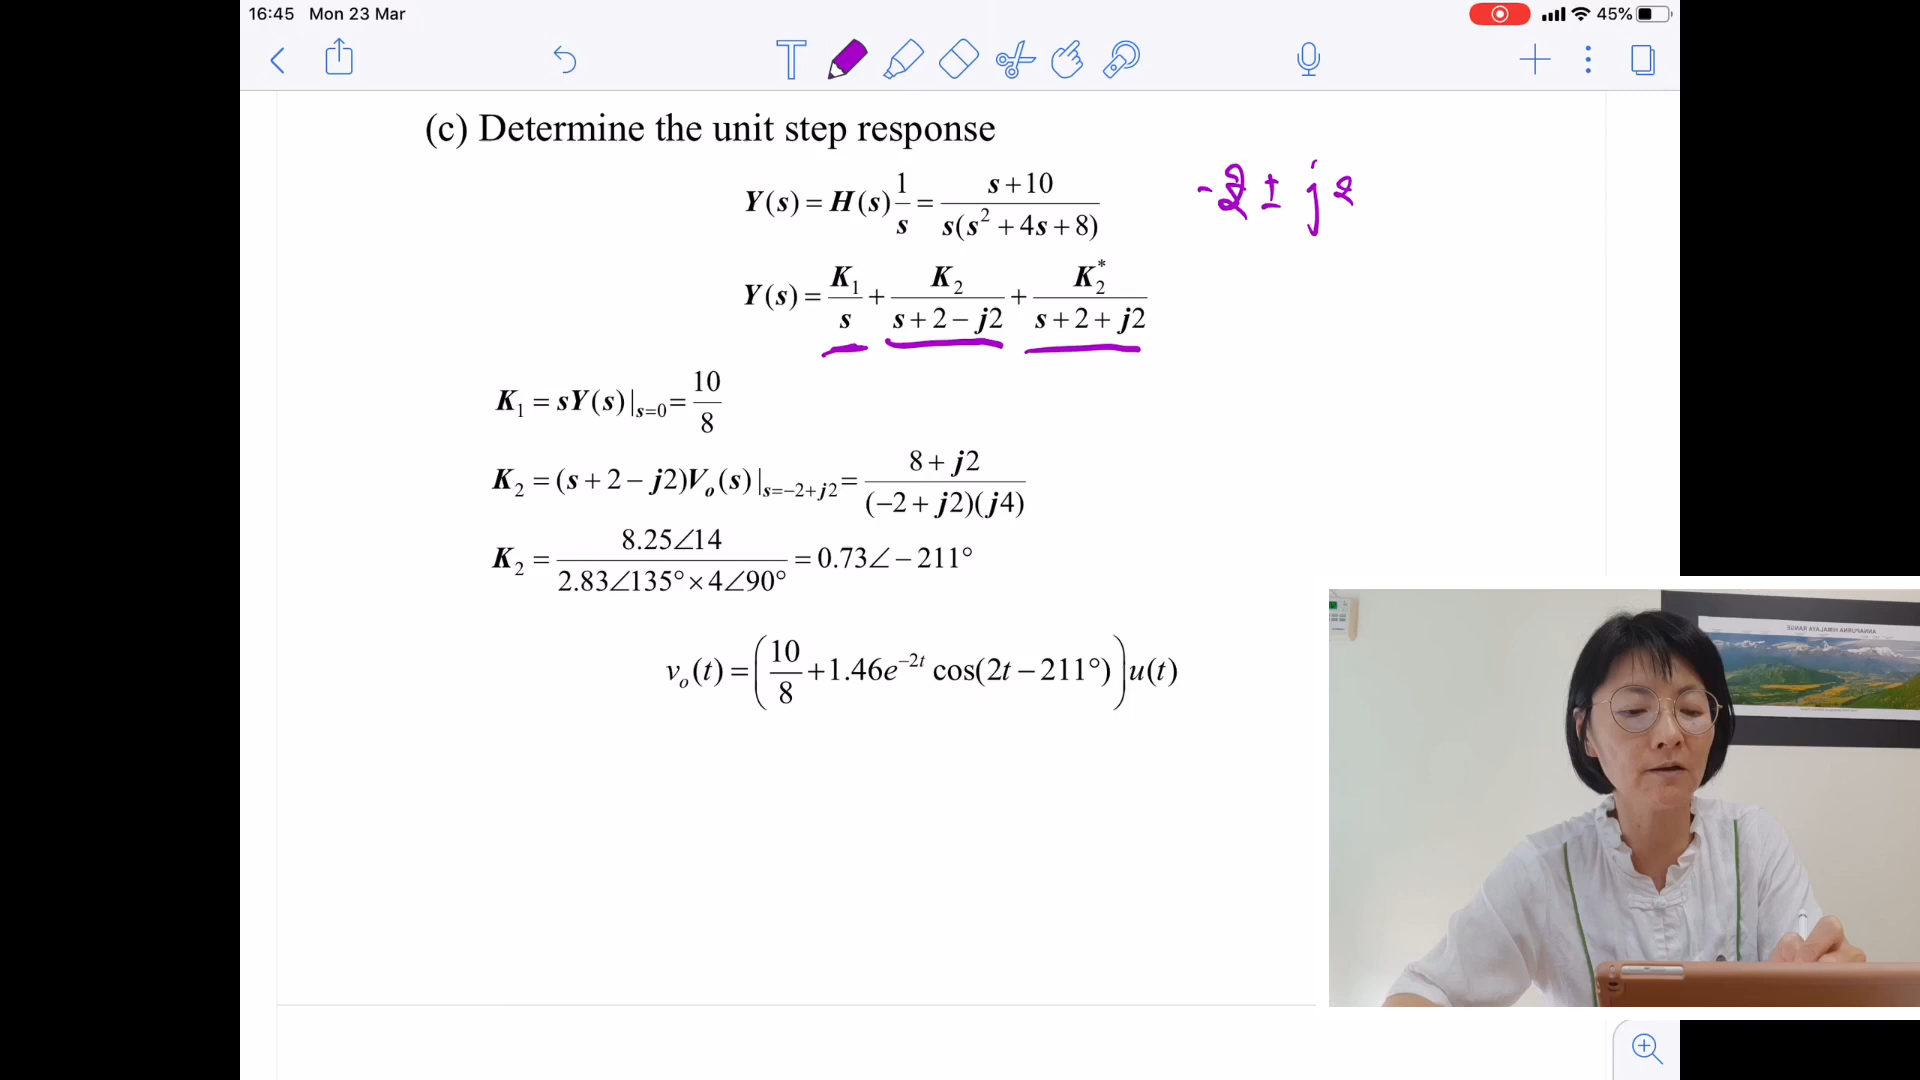 16:45 Mon 23 Mar
45%
T
(c) Determine the unit step response
Y(s) = H(s) 1/s = (s+10)/(s(s² + 4s + 8))
-2 ± j2
Y(s) = K₁/s + K₂/(s + 2 − j2) + K₂*/(s + 2 + j2)
K₁ = sY(s)|s=0 = 10/8
K₂ = (s + 2 − j2)Vₒ(s)|s=−2+j2 = (8 + j2)/((−2 + j2)(j4))
K₂ = 8.25∠14/(2.83∠135° × 4∠90°) = 0.73∠ − 211°
vₒ(t) = (10/8 + 1.46e⁻²ᵗ cos(2t − 211°))u(t)
ANNAPURNA HIMALAYA RANGE